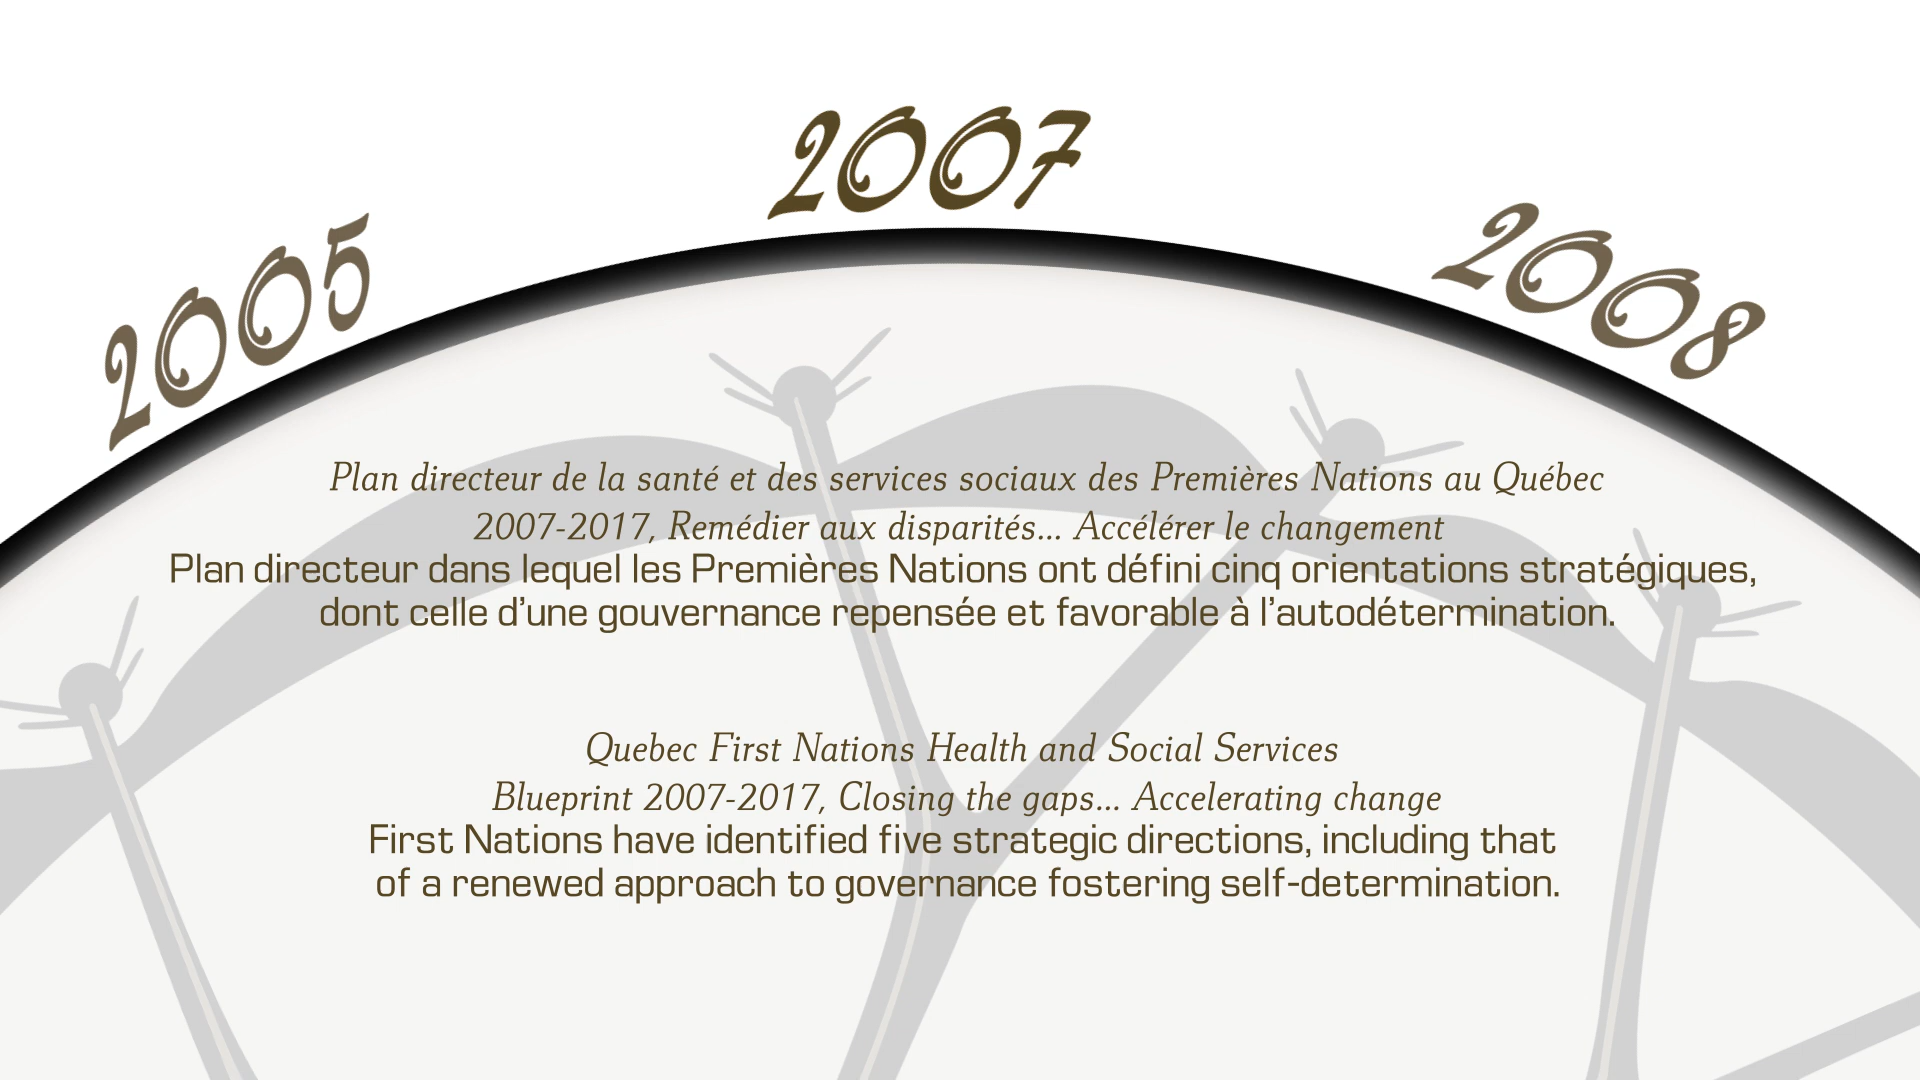 2005
2007
2008
Plan directeur de la santé et des services sociaux des Premières Nations au Québec
2007-2017, Remédier aux disparités... Accélérer le changement
Plan directeur dans lequel les Premières Nations ont défini cinq orientations stratégiques,
dont celle d’une gouvernance repensée et favorable à l’autodétermination.
Quebec First Nations Health and Social Services
Blueprint 2007-2017, Closing the gaps... Accelerating change
First Nations have identified five strategic directions, including that
of a renewed approach to governance fostering self-determination.